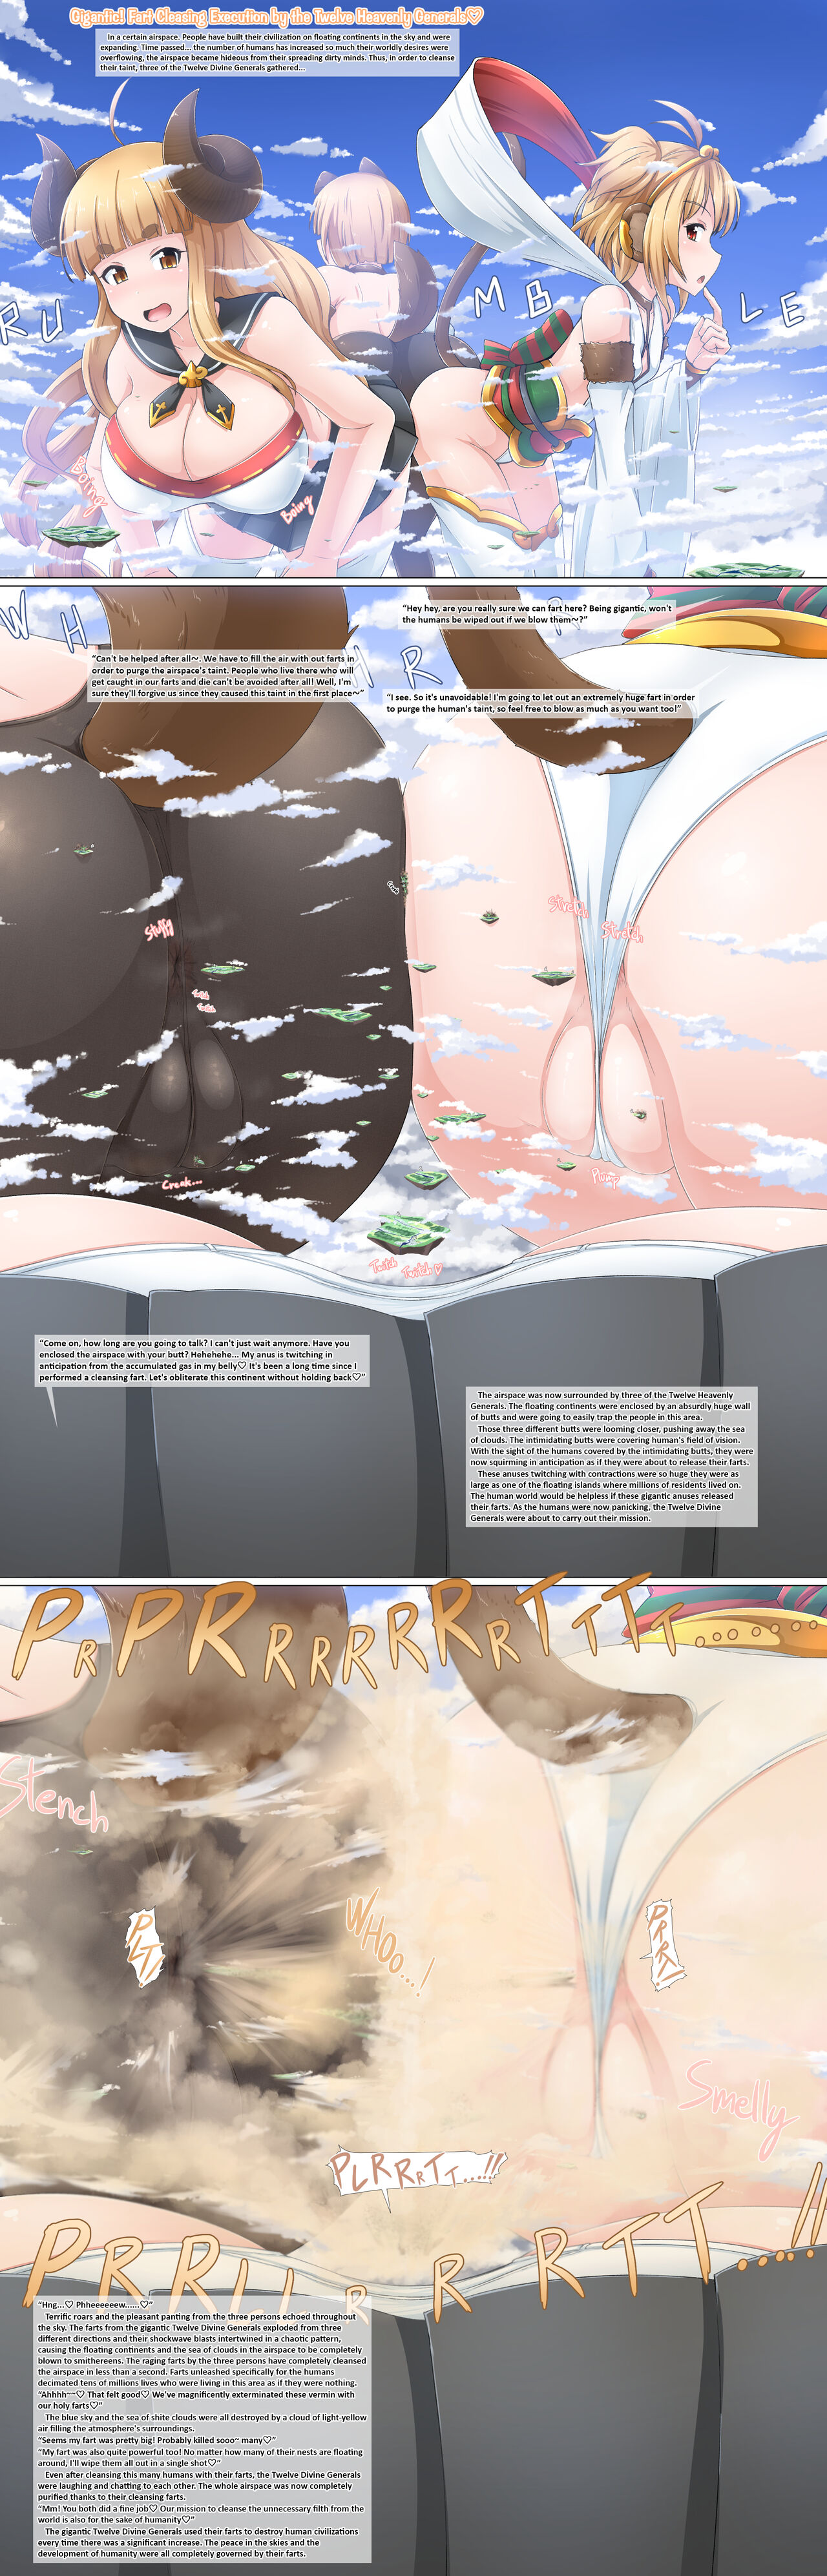 Gigantic! Fart Cleasing Execution by the Twelve Heavenly Generals♡
In a certain airspace. People have built their civilization on floating continents in the sky and were
expanding. Time passed... the number of humans has increased so much their worldly desires were
overflowing, the airspace became hideous from their spreading dirty minds. Thus, in order to cleanse
their taint, three of the Twelve Divine Generals gathered...
RUMBLE
Boing
Boing
WHIRR
"Hey hey, are you really sure we can fart here? Being gigantic, won't
the humans be wiped out if we blow them~?"
"Can't be helped after all~. We have to fill the air with out farts in
order to purge the airspace's taint. People who live there who will
get caught in our farts and die can't be avoided after all! Well, I'm
sure they'll forgive us since they caused this taint in the first place~"
"I see. So it's unavoidable! I'm going to let out an extremely huge fart in order
to purge the human's taint, so feel free to blow as much as you want too!"
Stuffy
Stretch
Stretch
Twitch
Twitch
Creak...
Plump
Twitch
Twitch♡
"Come on, how long are you going to talk? I can't just wait anymore. Have you
enclosed the airspace with your butt? Hehehehe... My anus is twitching in
anticipation from the accumulated gas in my belly♡ It's been a long time since I
performed a cleansing fart. Let's obliterate this continent without holding back♡"
The airspace was now surrounded by three of the Twelve Heavenly
Generals. The floating continents were enclosed by an absurdly huge wall
of butts and were going to easily trap the people in this area.
Those three different butts were looming closer, pushing away the sea
of clouds. The intimidating butts were covering human's field of vision.
With the sight of the humans covered by the intimidating butts, they were
now squirming in anticipation as if they were about to release their farts.
These anuses twitching with contractions were so huge they were as
large as one of the floating islands where millions of residents lived on.
The human world would be helpless if these gigantic anuses released
their farts. As the humans were now panicking, the Twelve Divine
Generals were about to carry out their mission.
PRPRRRRRRRTTTT.......
Stench
PLT!
WHOO...!
PRRT!
Smelly
PLRRRTT...!!
PRRLLRRRTT....!!
"Hng...♡ Phheeeeeew......♡"
Terrific roars and the pleasant panting from the three persons echoed throughout
the sky. The farts from the gigantic Twelve Divine Generals exploded from three
different directions and their shockwave blasts intertwined in a chaotic pattern,
causing the floating continents and the sea of clouds in the airspace to be completely
blown to smithereens. The raging farts by the three persons have completely cleansed
the airspace in less than a second. Farts unleashed specifically for the humans
decimated tens of millions lives who were living in this area as if they were nothing.
"Ahhhh~~♡ That felt good♡ We've magnificently exterminated these vermin with
our holy farts♡"
The blue sky and the sea of shite clouds were all destroyed by a cloud of light-yellow
air filling the atmosphere's surroundings.
"Seems my fart was pretty big! Probably killed sooo~ many♡"
"My fart was also quite powerful too! No matter how many of their nests are floating
around, I'll wipe them all out in a single shot♡"
Even after cleansing this many humans with their farts, the Twelve Divine Generals
were laughing and chatting to each other. The whole airspace was now completely
purified thanks to their cleansing farts.
"Mm! You both did a fine job♡ Our mission to cleanse the unnecessary filth from the
world is also for the sake of humanity♡"
The gigantic Twelve Divine Generals used their farts to destroy human civilizations
every time there was a significant increase. The peace in the skies and the
development of humanity were all completely governed by their farts.